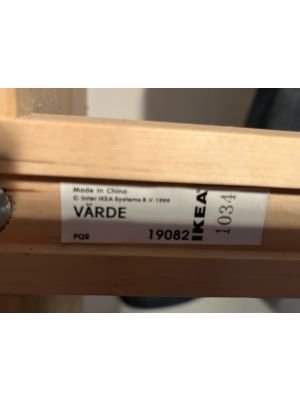 Made in China
© Inter IKEA Systems B.V. 1999
VÄRDE
PQR 19082
IKEA
1034